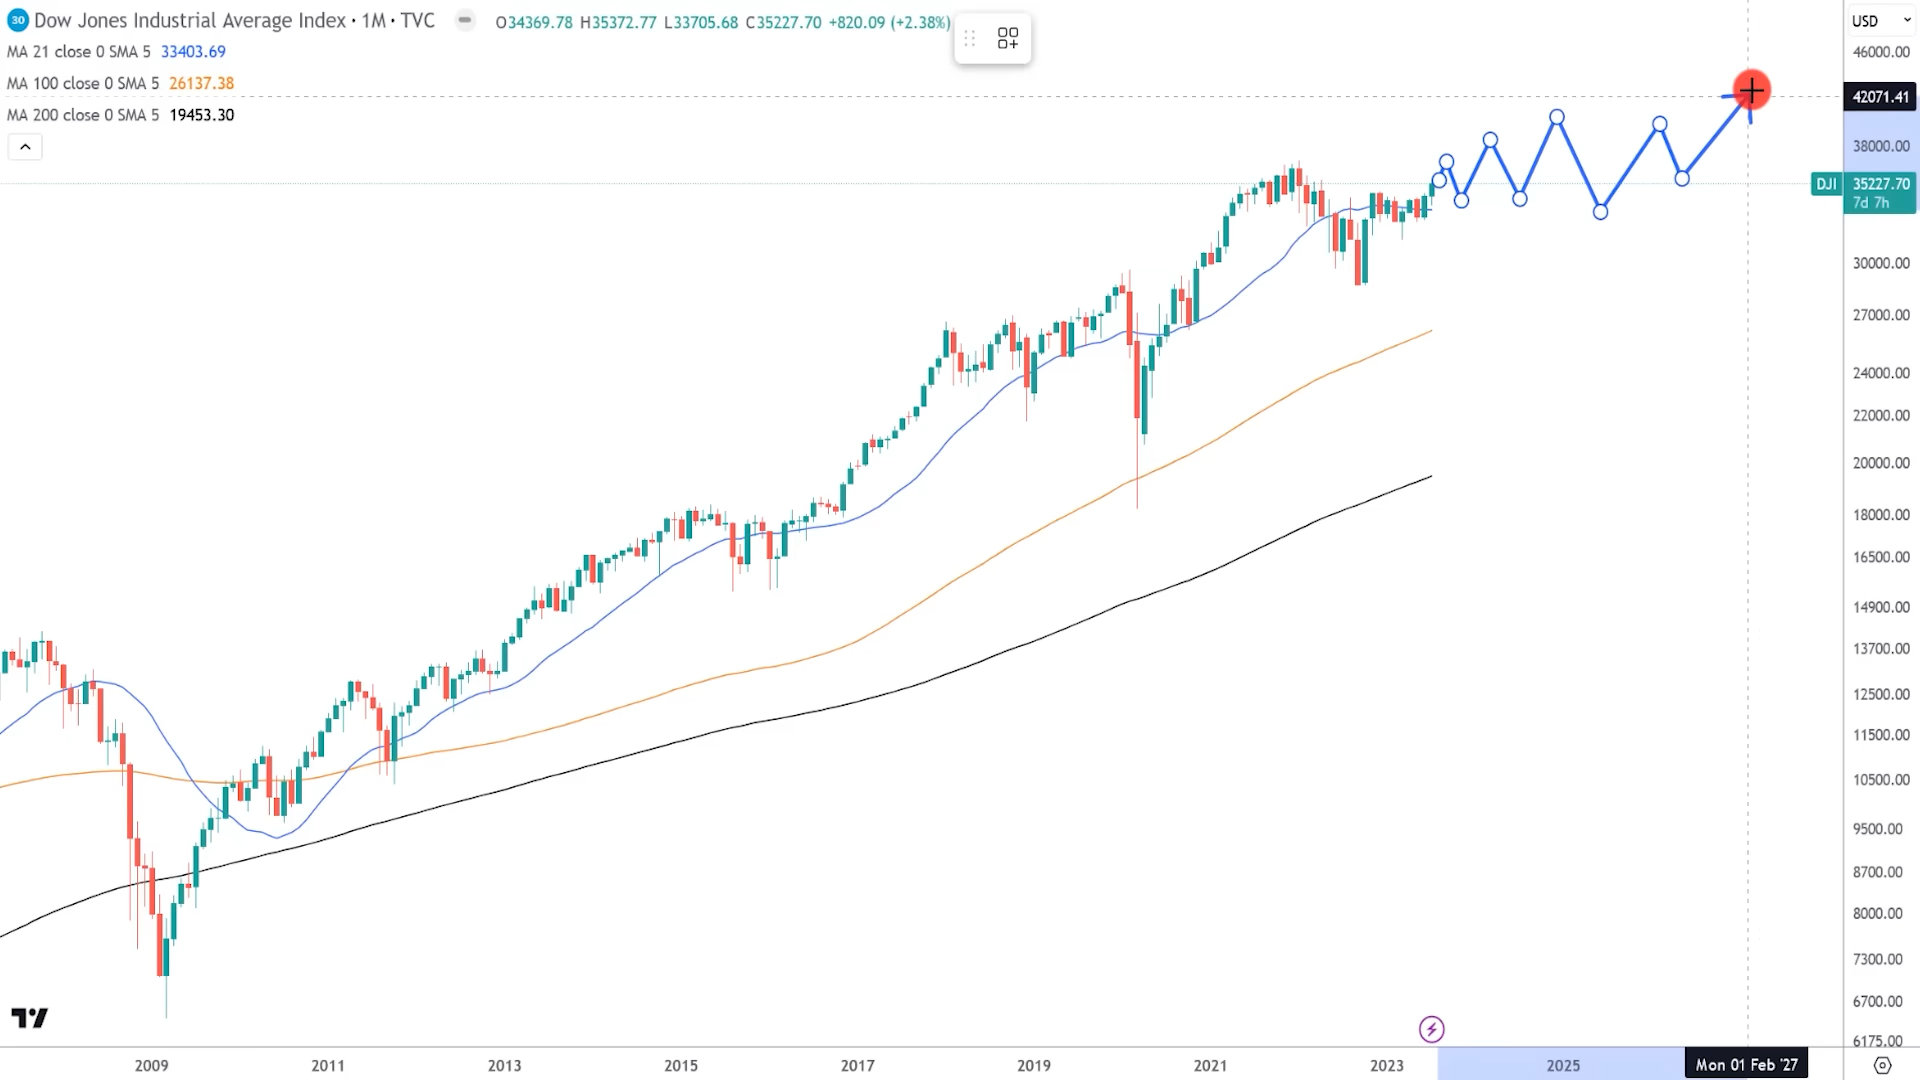 30 Dow Jones Industrial Average Index · 1M · TVC O34369.78 H35372.77 L33705.68 C35227.70 +820.09 (+2.38%)
MA 21 close 0 SMA 5 33403.69
MA 100 close 0 SMA 5 26137.38
MA 200 close 0 SMA 5 19453.30
USD
46000.00
42071.41
38000.00
DJI 35227.70
7d 7h
30000.00
27000.00
24000.00
22000.00
20000.00
18000.00
16500.00
14900.00
13700.00
12500.00
11500.00
10500.00
9500.00
8700.00
8000.00
7300.00
6700.00
6175.00
2009 2011 2013 2015 2017 2019 2021 2023 2025 Mon 01 Feb '27